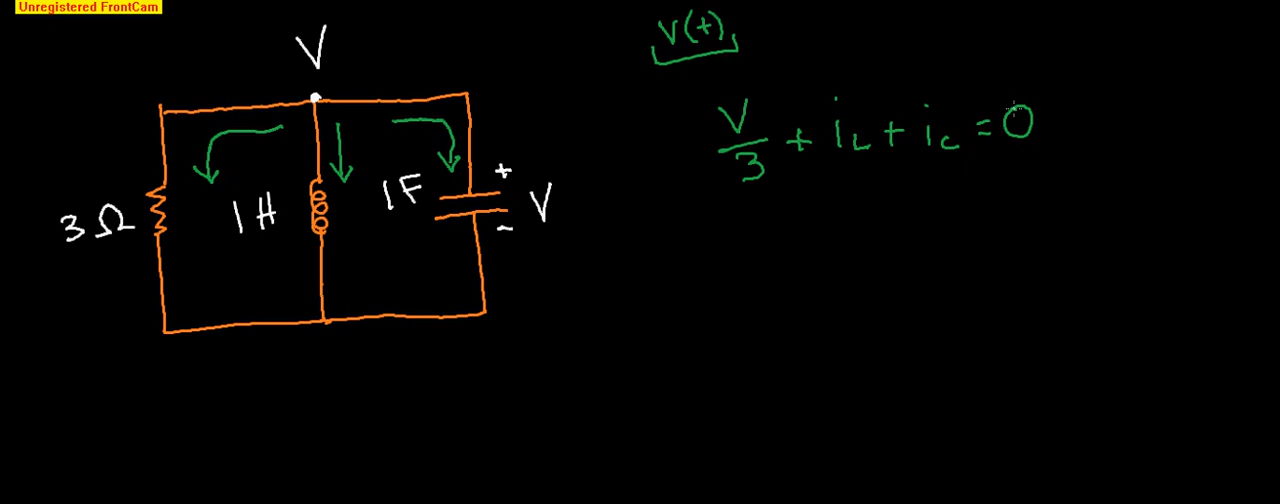 Unregistered FrontCam
V
V(t)
V/3 + iL + ic = 0
3Ω
1H
1F
+
V
-